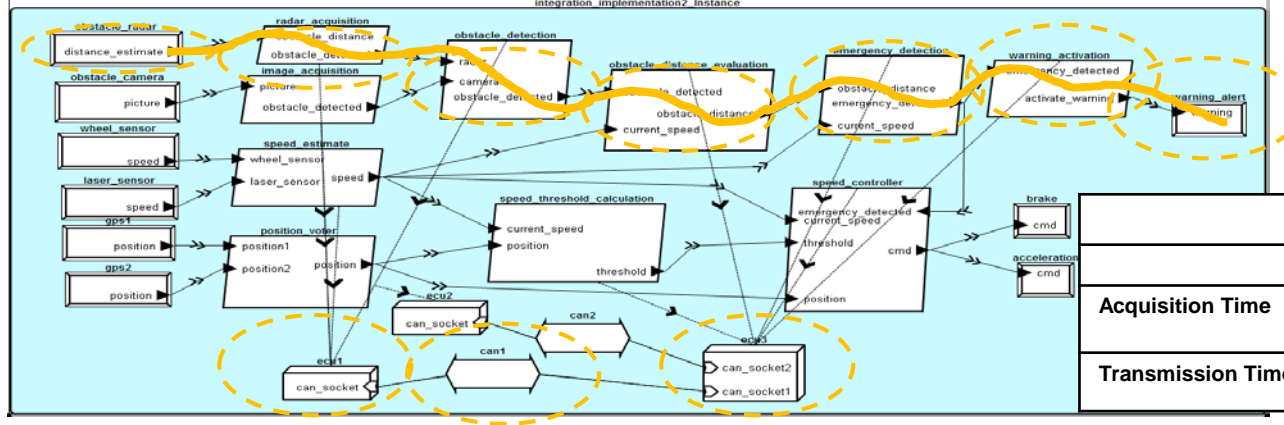 integration_implementation2_Instance
obstacle_radar
distance_estimate
radar_acquisition
obstacle_distance
obstacle_detected
obstacle_detection
radar
camera
obstacle_detected
obstacle_distance_evaluation
obstacle_detected
obstacle_distance
current_speed
emergency_detection
obstacle_distance
emergency_detected
current_speed
warning_activation
emergency_detected
activate_warning
warning_alert
warning
obstacle_camera
picture
image_acquisition
picture
obstacle_detected
wheel_sensor
speed
speed_estimate
wheel_sensor
laser_sensor
speed
laser_sensor
speed
gps1
position
position_voter
position1
position2
position
gps2
position
speed_threshold_calculation
current_speed
position
threshold
speed_controller
emergency_detected
current_speed
threshold
cmd
position
brake
cmd
acceleration
cmd
ecu2
can_socket
can2
ecu1
can_socket
can1
ecu3
can_socket2
can_socket1
Acquisition Time
Transmission Time